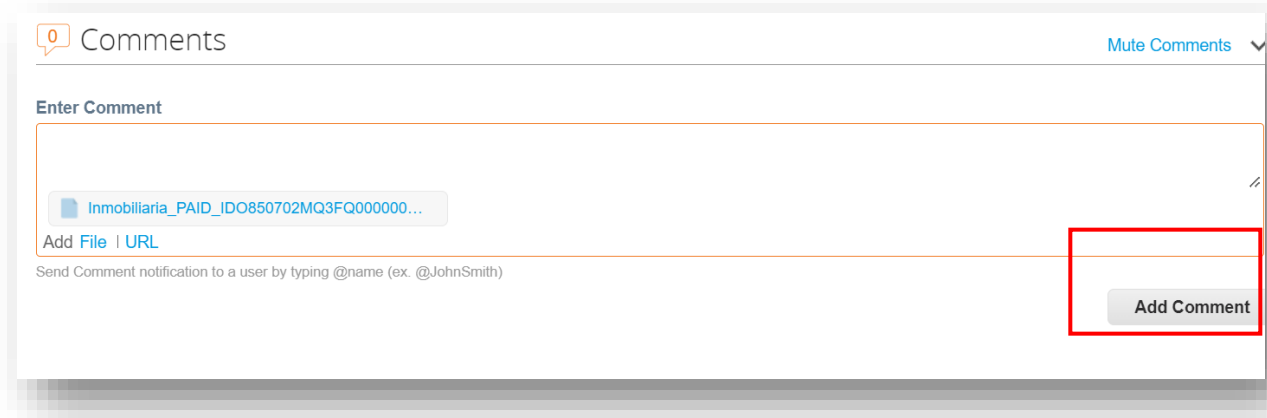 0 Comments
Mute Comments
Enter Comment
Inmobiliaria_PAID_IDO850702MQ3FQ000000...
Add File | URL
Send Comment notification to a user by typing @name (ex. @JohnSmith)
Add Comment